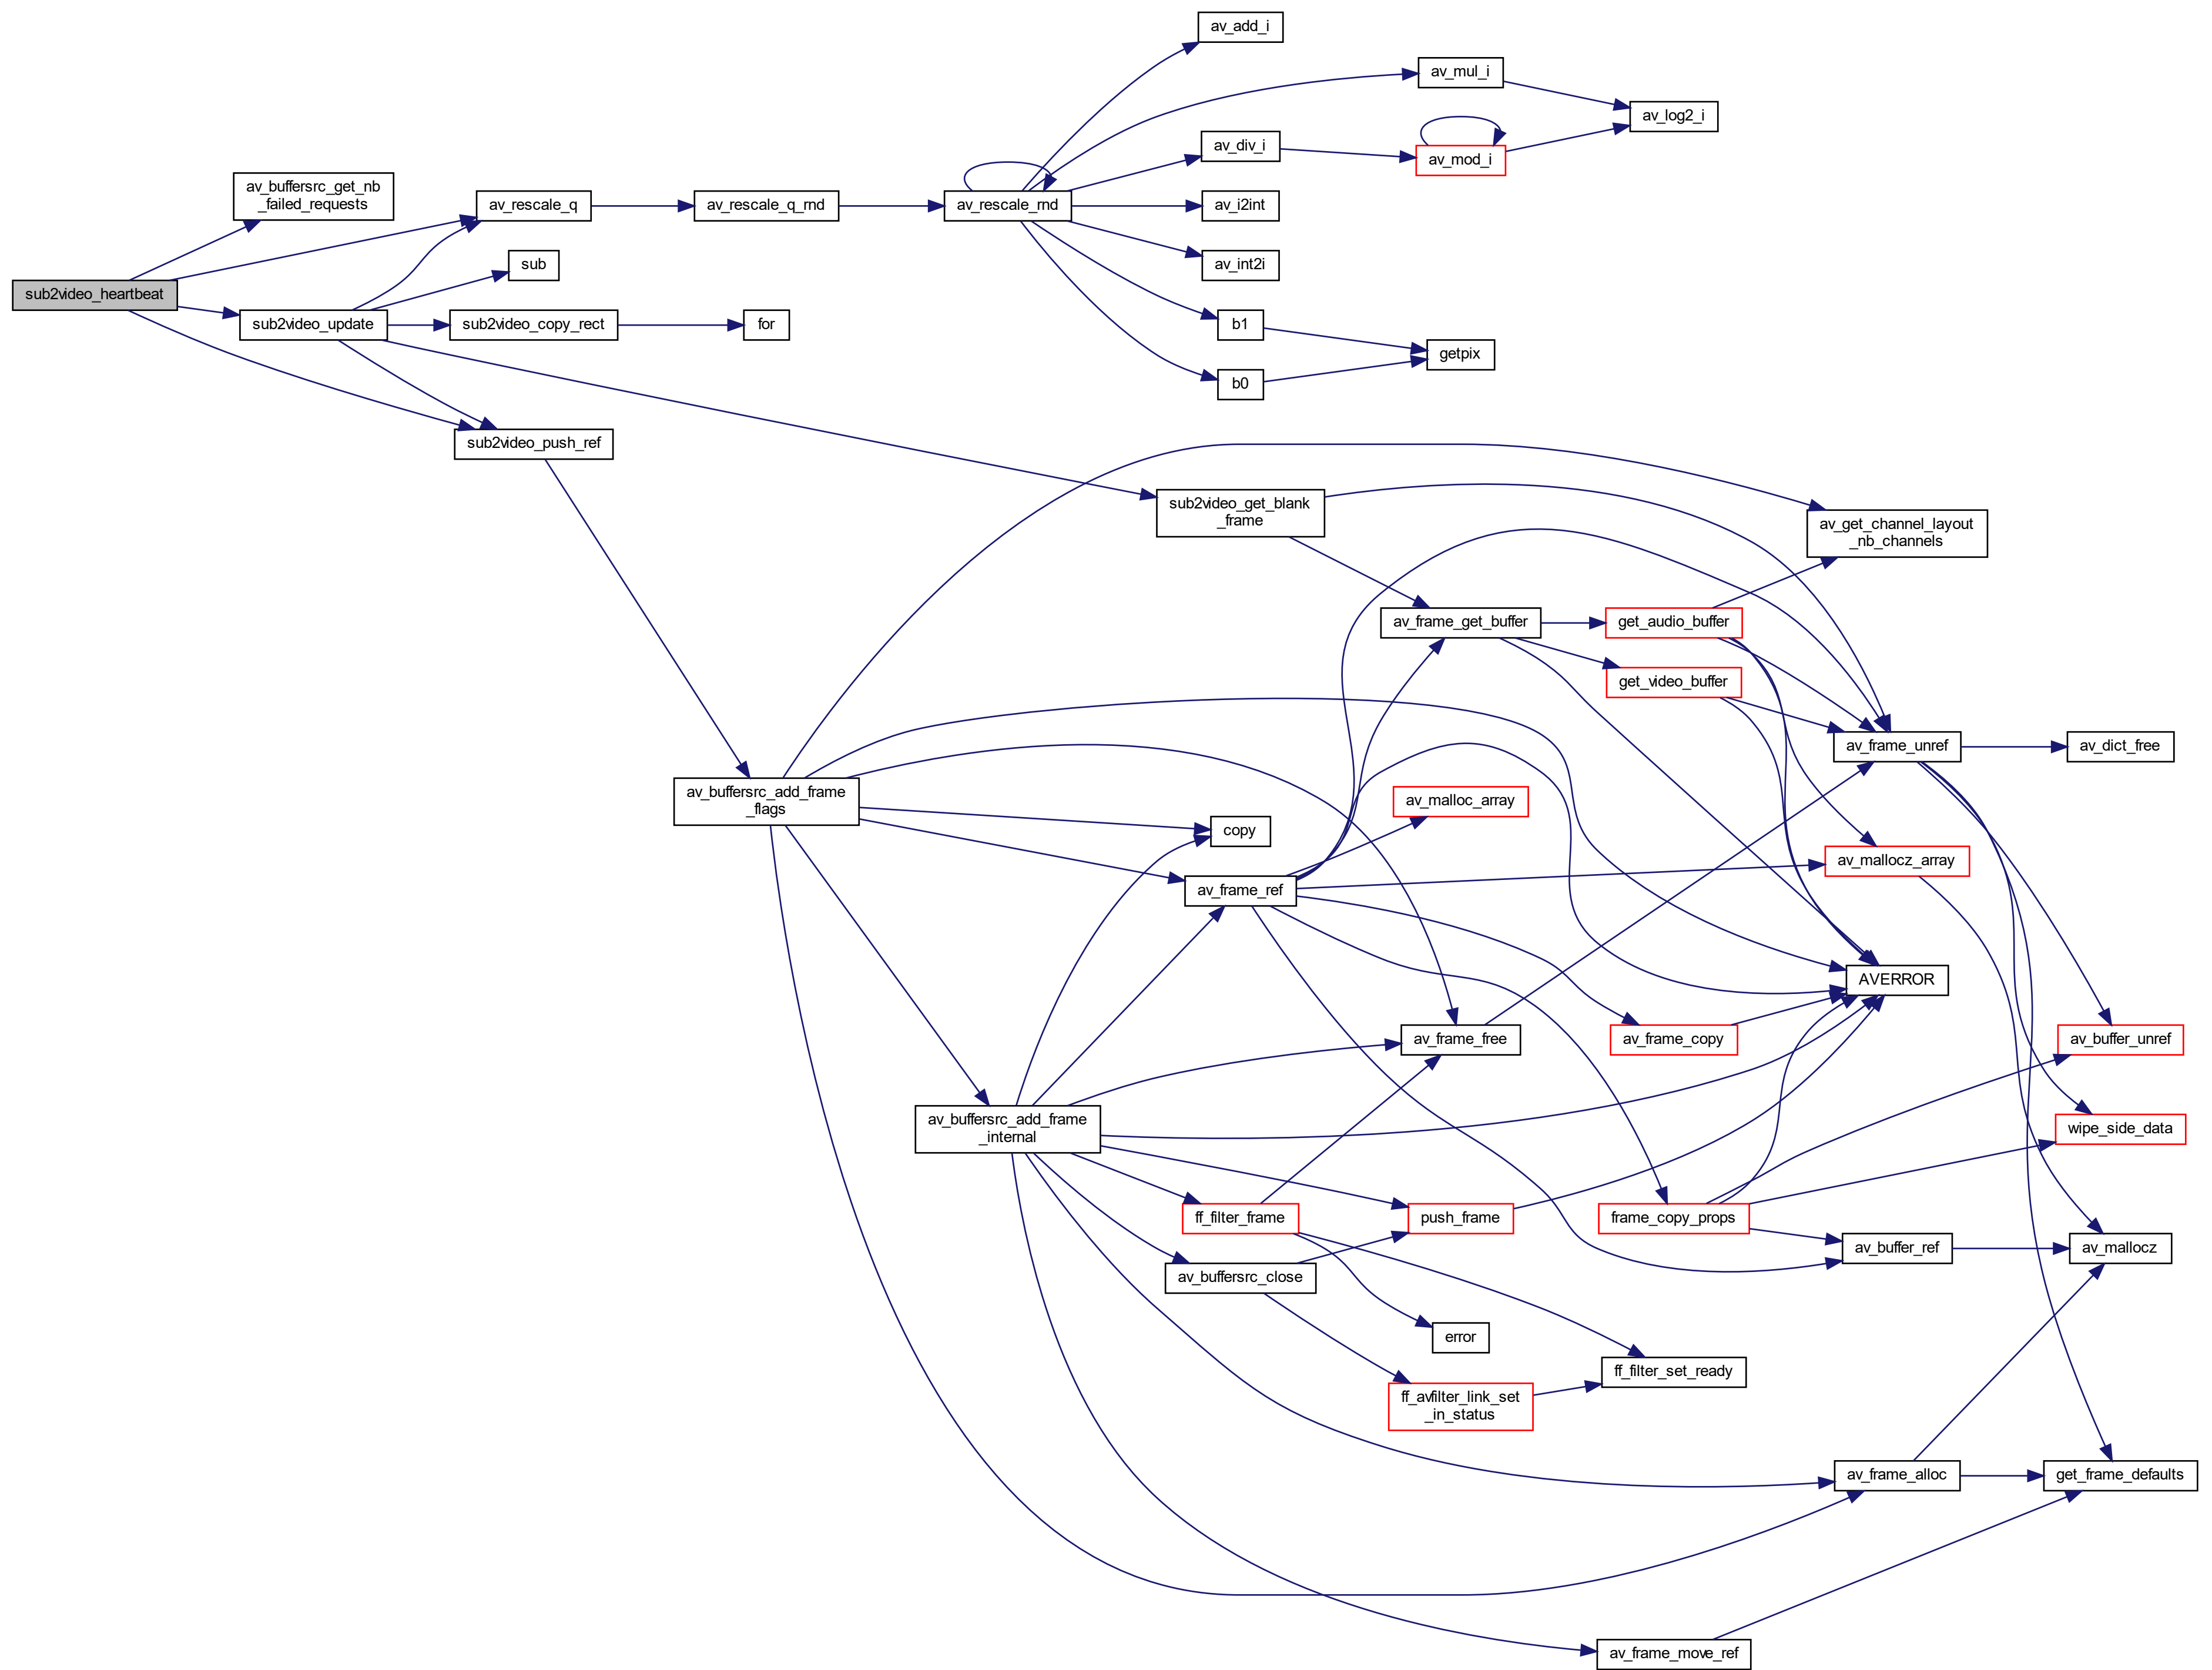 av_add_i
av_mul_i
av_log2_i
av_div_i
av_mod_i
av_buffersrc_get_nb
_failed_requests
av_rescale_q
av_rescale_q_rnd
av_rescale_rnd
av_i2int
sub
av_int2i
sub2video_heartbeat
sub2video_update
sub2video_copy_rect
for
b1
getpix
b0
sub2video_push_ref
sub2video_get_blank
_frame
av_get_channel_layout
_nb_channels
av_frame_get_buffer
get_audio_buffer
get_video_buffer
av_frame_unref
av_dict_free
av_buffersrc_add_frame
_flags
av_malloc_array
copy
av_mallocz_array
av_frame_ref
AVERROR
av_frame_free
av_frame_copy
av_buffer_unref
av_buffersrc_add_frame
_internal
wipe_side_data
ff_filter_frame
push_frame
frame_copy_props
av_buffer_ref
av_mallocz
av_buffersrc_close
error
ff_filter_set_ready
ff_avfilter_link_set
_in_status
av_frame_alloc
get_frame_defaults
av_frame_move_ref